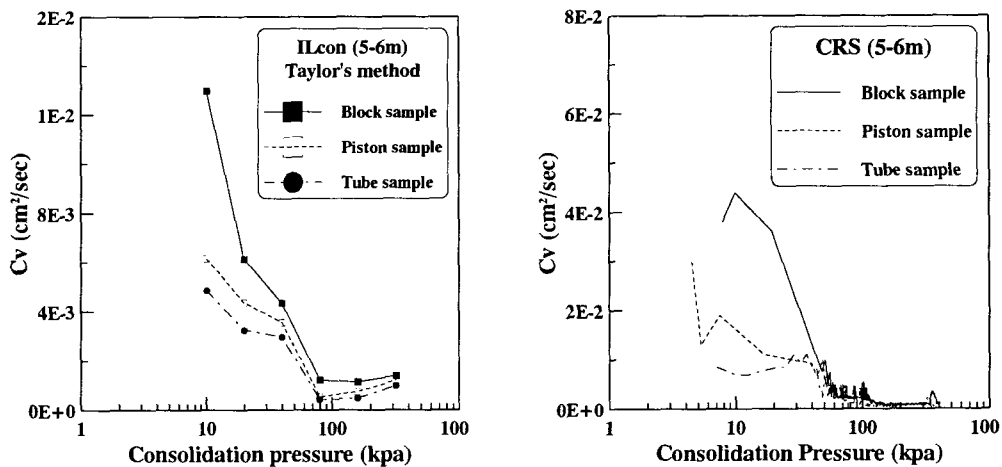 2E-2
1E-2
8E-3
4E-3
0E+0
Cv (cm²/sec)
ILcon (5-6m)
Taylor's method
Block sample
Piston sample
Tube sample
1 10 100 100
Consolidation pressure (kpa)
8E-2
6E-2
4E-2
2E-2
0E+0
Cv (cm²/sec)
CRS (5-6m)
Block sample
Piston sample
Tube sample
1 10 100 100
Consolidation Pressure (kpa)